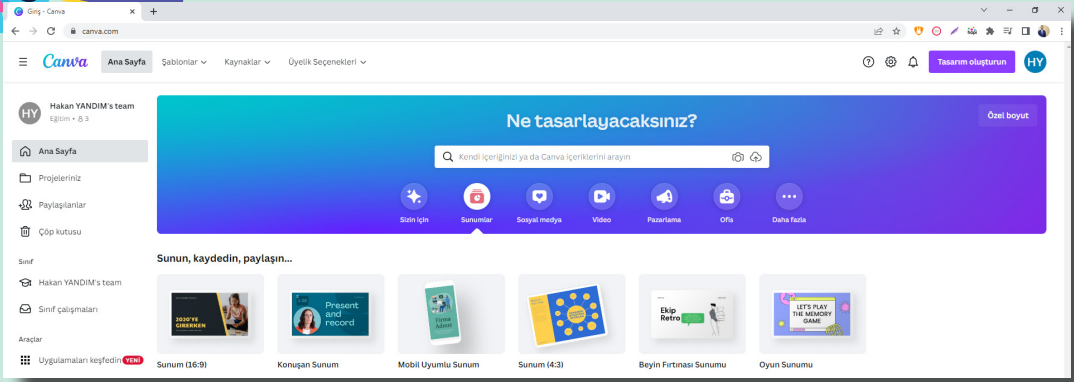 Giriş - Canva
canva.com
Canva
Ana Sayfa
Şablonlar
Kaynaklar
Üyelik Seçenekleri
Tasarım oluşturun
HY
HY
Hakan YANDIM's team
Eğitim • 3
Ana Sayfa
Projeleriniz
Paylaşılanlar
Çöp kutusu
Sınıf
Hakan YANDIM's team
Sınıf çalışmaları
Araçlar
Uygulamaları keşfedin YENİ
Ne tasarlayacaksınız?
Özel boyut
Kendi içeriğinizi ya da Canva içeriklerini arayın
Sizin için
Sunumlar
Sosyal medya
Video
Pazarlama
Ofis
Daha fazla
Sunun, kaydedin, paylaşın...
2020'YE
GIRERKEN
Present
and
record
Firma
Adınız
Ekip
Retro
LET'S PLAY
THE MEMORY
GAME
Sunum (16:9)
Konuşan Sunum
Mobil Uyumlu Sunum
Sunum (4:3)
Beyin Fırtınası Sunumu
Oyun Sunumu